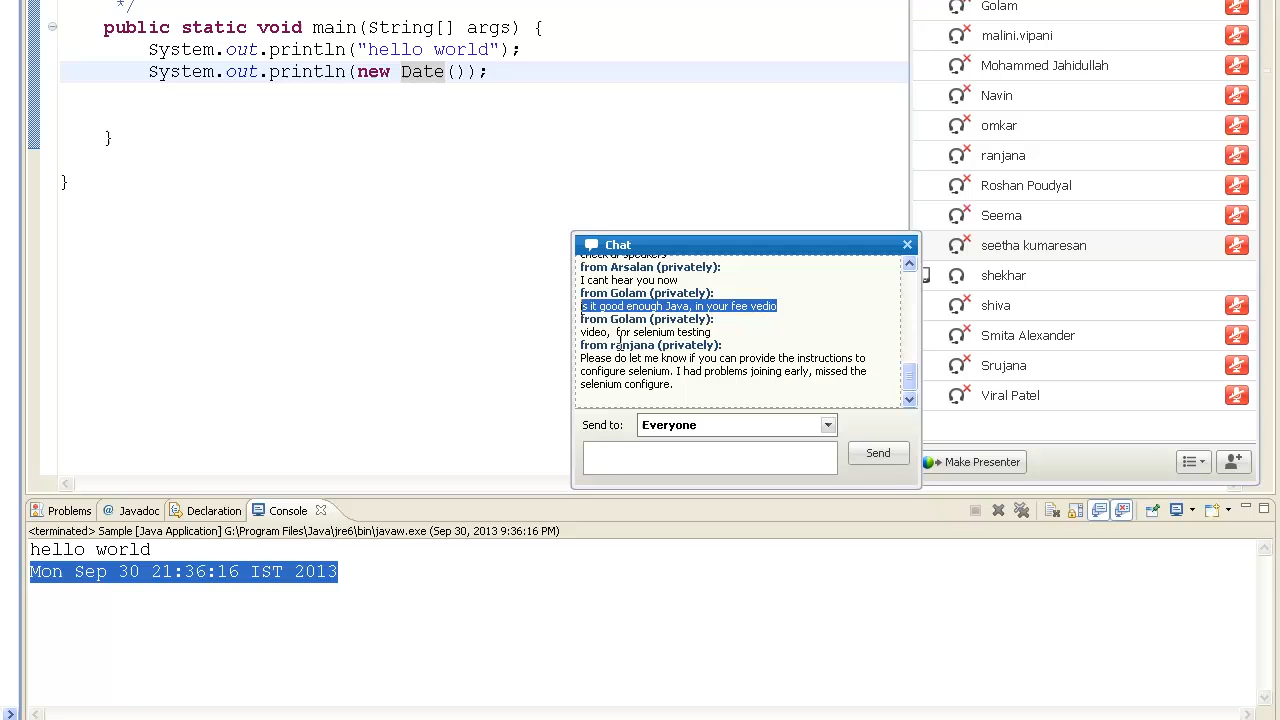 */
public static void main(String[] args) {
System.out.println("hello world");
System.out.println(new Date());
}
}
Golam
malini.vipani
Mohammed Jahidullah
Navin
omkar
ranjana
Roshan Poudyal
Seema
seetha kumaresan
shekhar
shiva
Smita Alexander
Srujana
Viral Patel
Make Presenter
Chat
from Arsalan (privately):
I cant hear you now
from Golam (privately):
s it good enough Java, in your fee vedio
from Golam (privately):
video, for selenium testing
from ranjana (privately):
Please do let me know if you can provide the instructions to
configure selenium. I had problems joining early, missed the
selenium configure.
Send to: Everyone
Send
Problems @ Javadoc Declaration Console
<terminated> Sample [Java Application] G:\Program Files\Java\jre6\bin\javaw.exe (Sep 30, 2013 9:36:16 PM)
hello world
Mon Sep 30 21:36:16 IST 2013